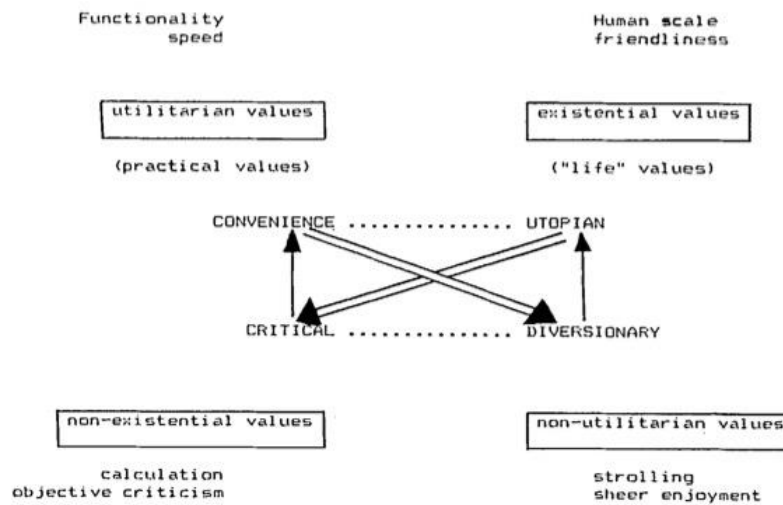 Functionality
speed
Human scale
friendliness
utilitarian values
existential values
(practical values)
("life" values)
CONVENIENCE .............. UTOPIAN
CRITICAL .............. DIVERSIONARY
non-existential values
non-utilitarian values
calculation
objective criticism
strolling
sheer enjoyment